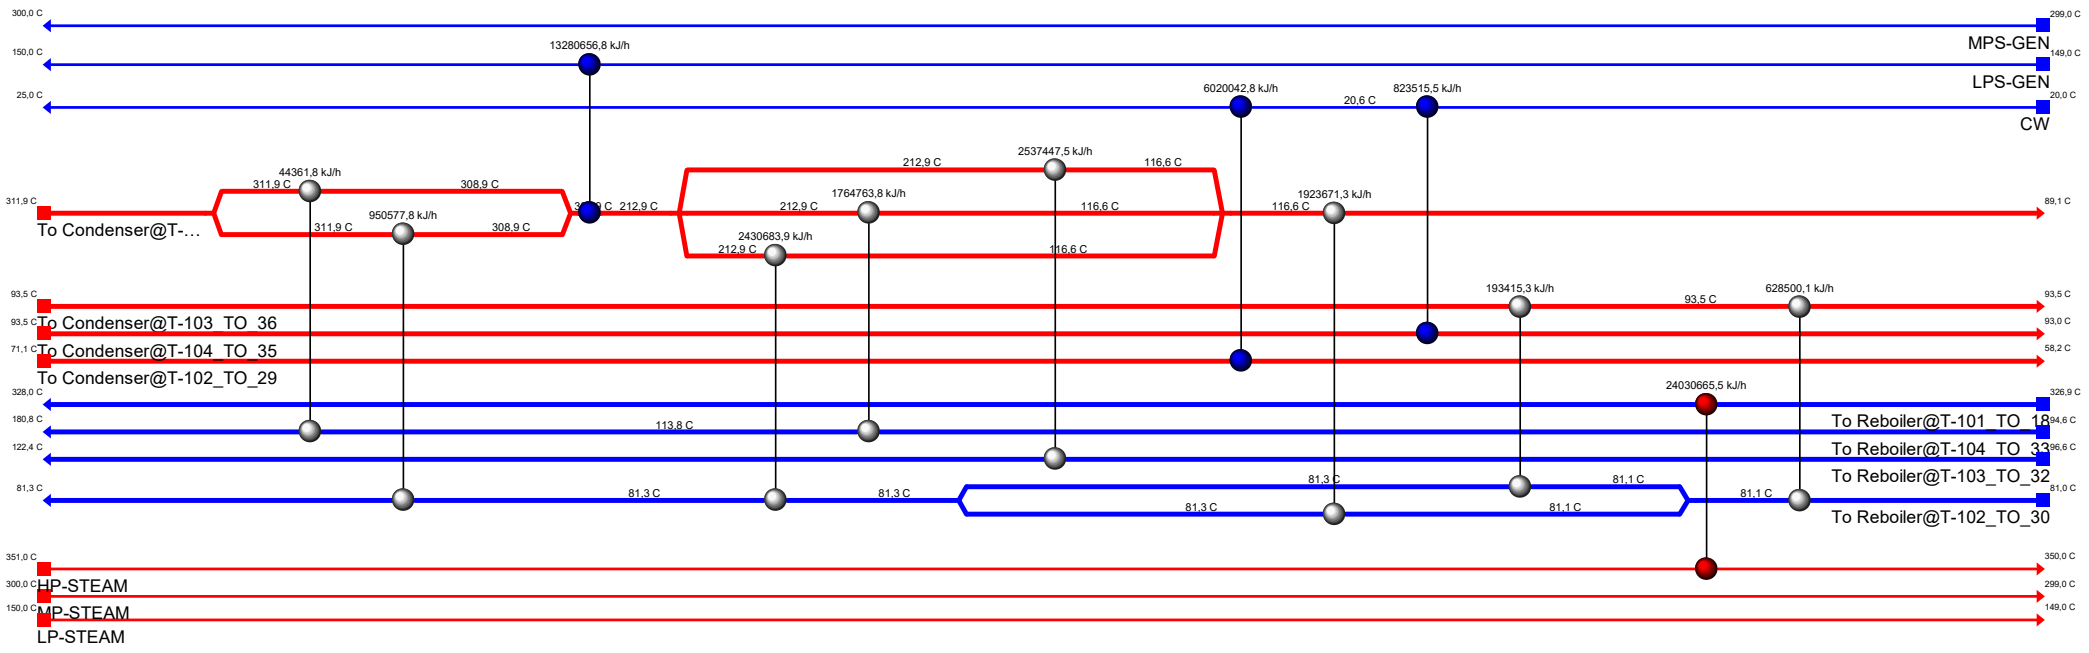 300,0 C
299,0 C
MPS-GEN
150,0 C
13280656,8 kJ/h
149,0 C
LPS-GEN
25,0 C
6020042,8 kJ/h
20,6 C
823515,5 kJ/h
20,0 C
CW
2537447,5 kJ/h
212,9 C
116,6 C
44361,8 kJ/h
311,9 C
308,9 C
1764763,8 kJ/h
1923671,3 kJ/h
311,9 C
212,9 C
212,9 C
116,6 C
116,6 C
89,1 C
To Condenser@T-...
950577,8 kJ/h
311,9 C
308,9 C
2430683,9 kJ/h
212,9 C
116,6 C
93,5 C
193415,3 kJ/h
93,5 C
628500,1 kJ/h
93,5 C
To Condenser@T-103_TO_36
93,5 C
93,0 C
To Condenser@T-104_TO_35
71,1 C
58,2 C
To Condenser@T-102_TO_29
328,0 C
24030665,5 kJ/h
326,9 C
To Reboiler@T-101_TO_18
180,8 C
113,8 C
94,6 C
To Reboiler@T-104_TO_33
122,4 C
96,6 C
To Reboiler@T-103_TO_32
81,3 C
81,3 C
81,3 C
81,3 C
81,1 C
81,1 C
81,0 C
81,3 C
81,1 C
To Reboiler@T-102_TO_30
351,0 C
350,0 C
HP-STEAM
300,0 C
299,0 C
MP-STEAM
150,0 C
149,0 C
LP-STEAM